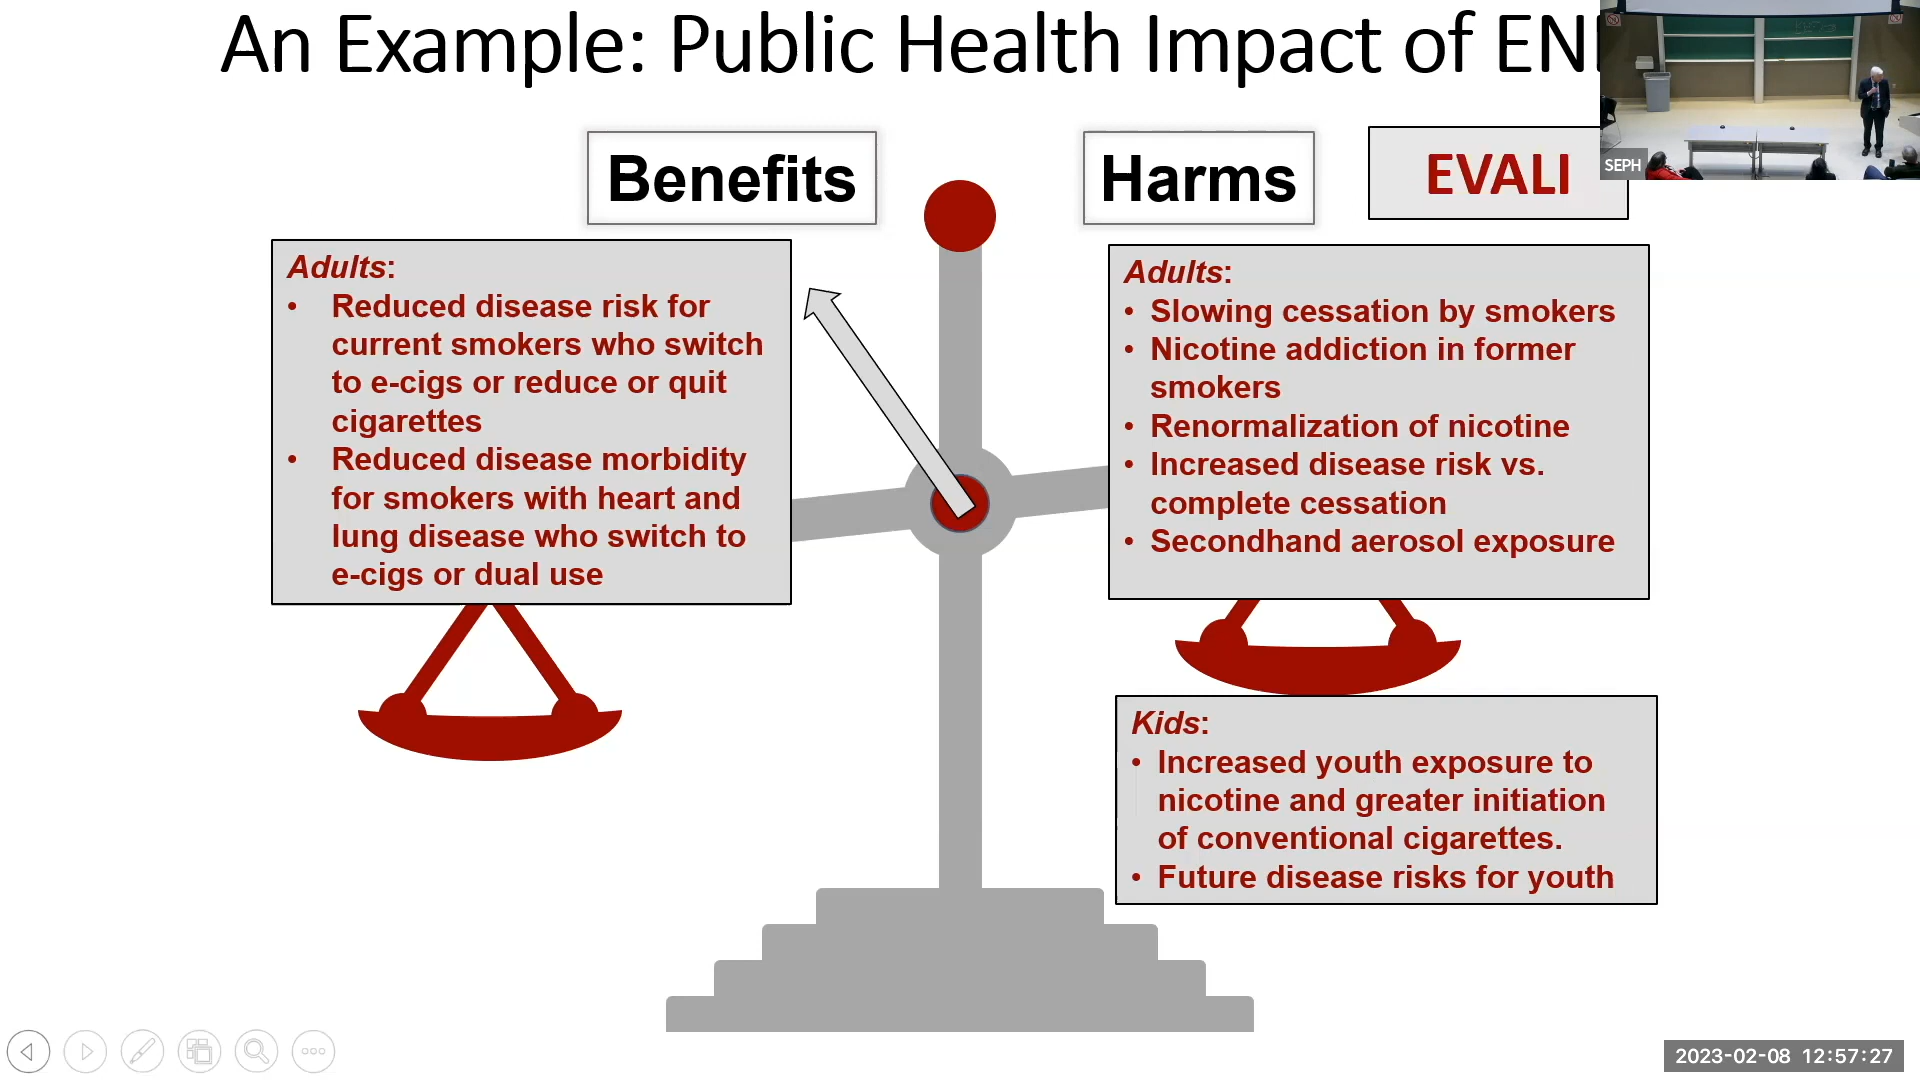 An Example: Public Health Impact of EN
Benefits
Harms
EVALI
SEPH
Adults:
• Reduced disease risk for
current smokers who switch
to e-cigs or reduce or quit
cigarettes
• Reduced disease morbidity
for smokers with heart and
lung disease who switch to
e-cigs or dual use
Adults:
• Slowing cessation by smokers
• Nicotine addiction in former
smokers
• Renormalization of nicotine
• Increased disease risk vs.
complete cessation
• Secondhand aerosol exposure
Kids:
• Increased youth exposure to
nicotine and greater initiation
of conventional cigarettes.
• Future disease risks for youth
2023-02-08 12:57:27